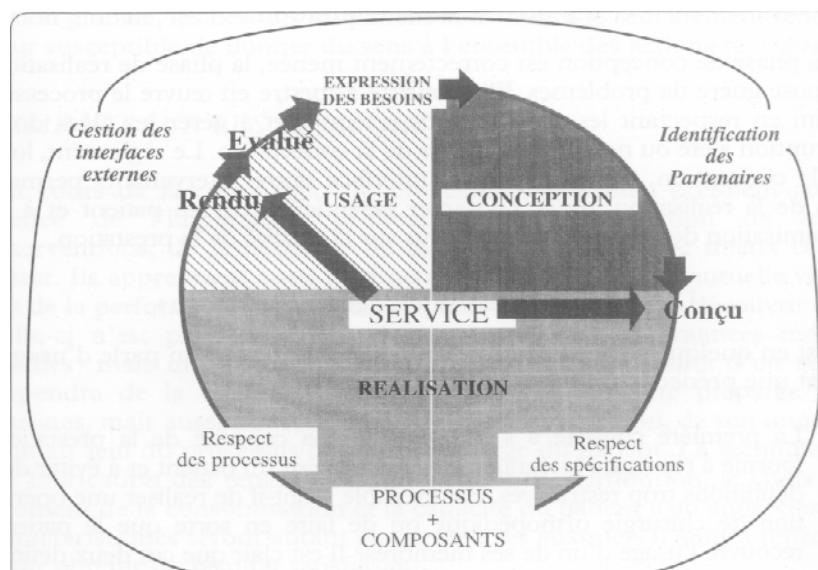 EXPRESSION
DES BESOINS
Gestion des
interfaces
externes
Identification
des
Partenaires
Evalué
Rendu
USAGE
CONCEPTION
SERVICE
Conçu
REALISATION
Respect
des processus
Respect
des spécifications
PROCESSUS
+
COMPOSANTS